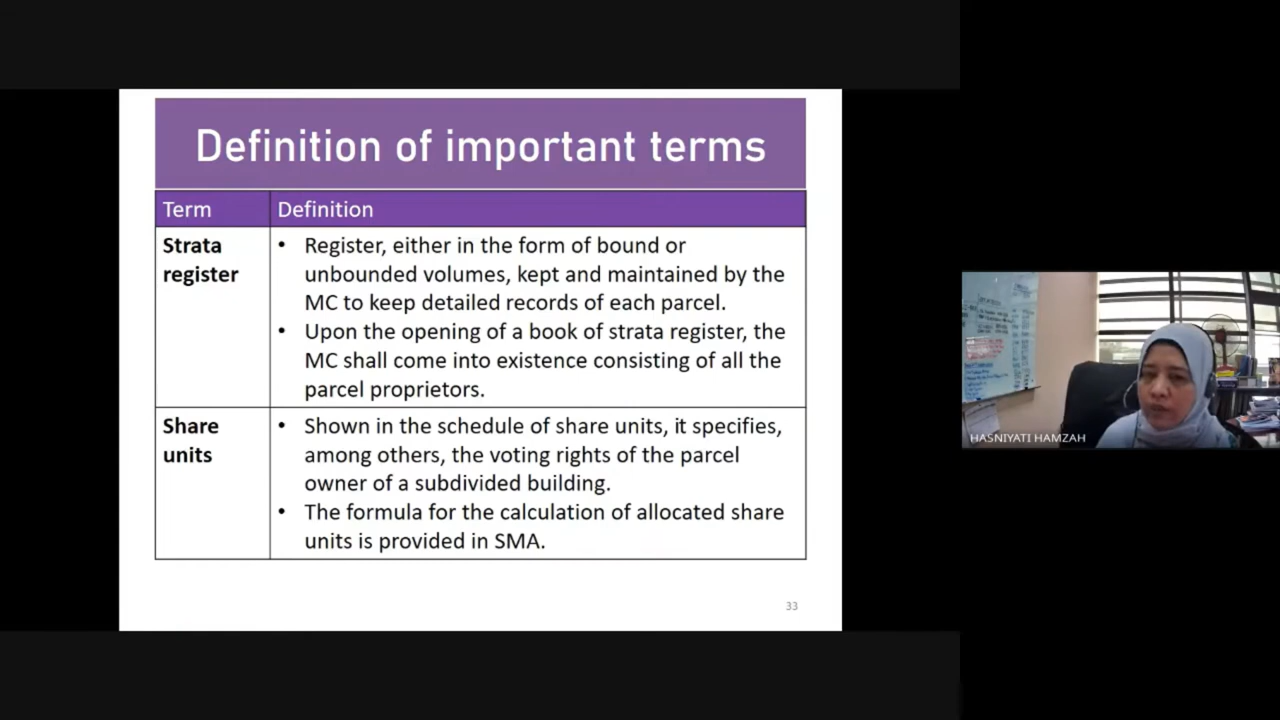 Definition of important terms
Term
Definition
Strata
register
• Register, either in the form of bound or
unbounded volumes, kept and maintained by the
MC to keep detailed records of each parcel.
• Upon the opening of a book of strata register, the
MC shall come into existence consisting of all the
parcel proprietors.
Share
units
• Shown in the schedule of share units, it specifies,
among others, the voting rights of the parcel
owner of a subdivided building.
• The formula for the calculation of allocated share
units is provided in SMA.
33
HASNIYATI HAMZAH